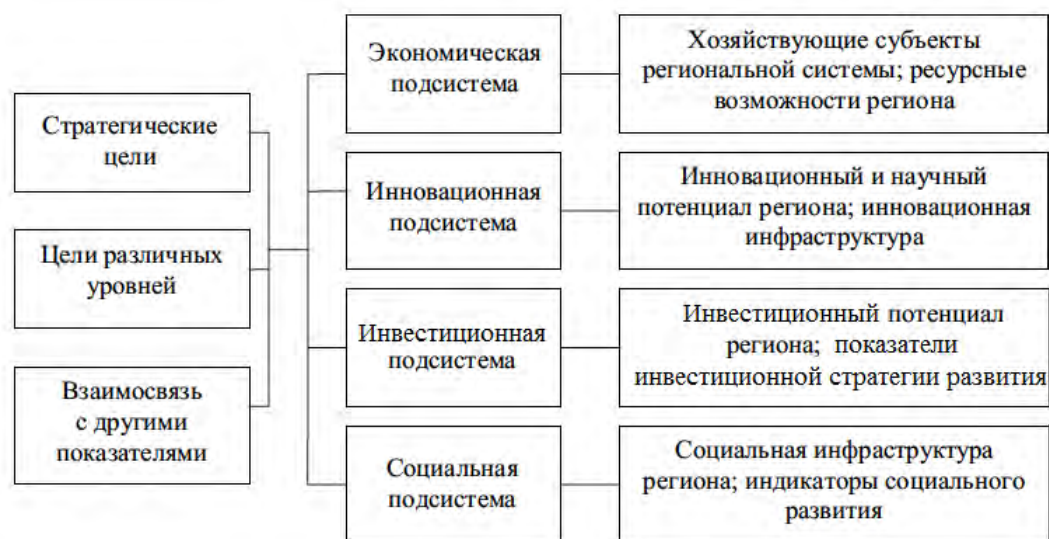 Стратегические
цели
Цели различных
уровней
Взаимосвязь
с другими
показателями
Экономическая
подсистема
Хозяйствующие субъекты
региональной системы; ресурсные
возможности региона
Инновационная
подсистема
Инновационный и научный
потенциал региона; инновационная
инфраструктура
Инвестиционная
подсистема
Инвестиционный потенциал
региона; показатели
инвестиционной стратегии развития
Социальная
подсистема
Социальная инфраструктура
региона; индикаторы социального
развития